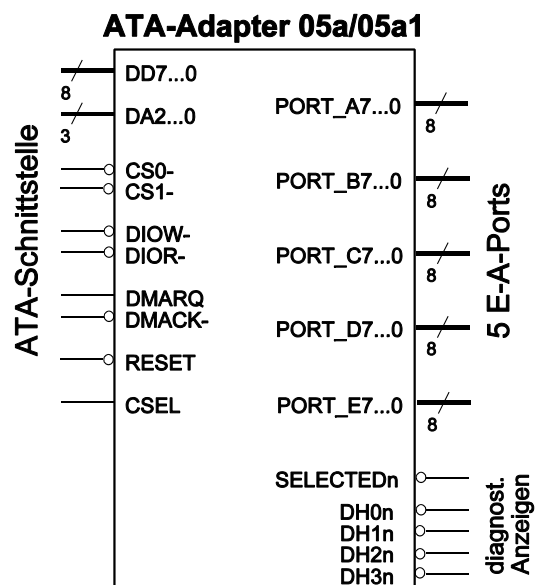 ATA-Adapter 05a/05a1
ATA-Schnittstelle
8
DD7...0
3
DA2...0
CS0-
CS1-
DIOW-
DIOR-
DMARQ
DMACK-
RESET
CSEL
PORT_A7...0
8
PORT_B7...0
8
PORT_C7...0
8
PORT_D7...0
8
PORT_E7...0
8
SELECTEDn
DH0n
DH1n
DH2n
DH3n
5 E-A-Ports
diagnost.
Anzeigen